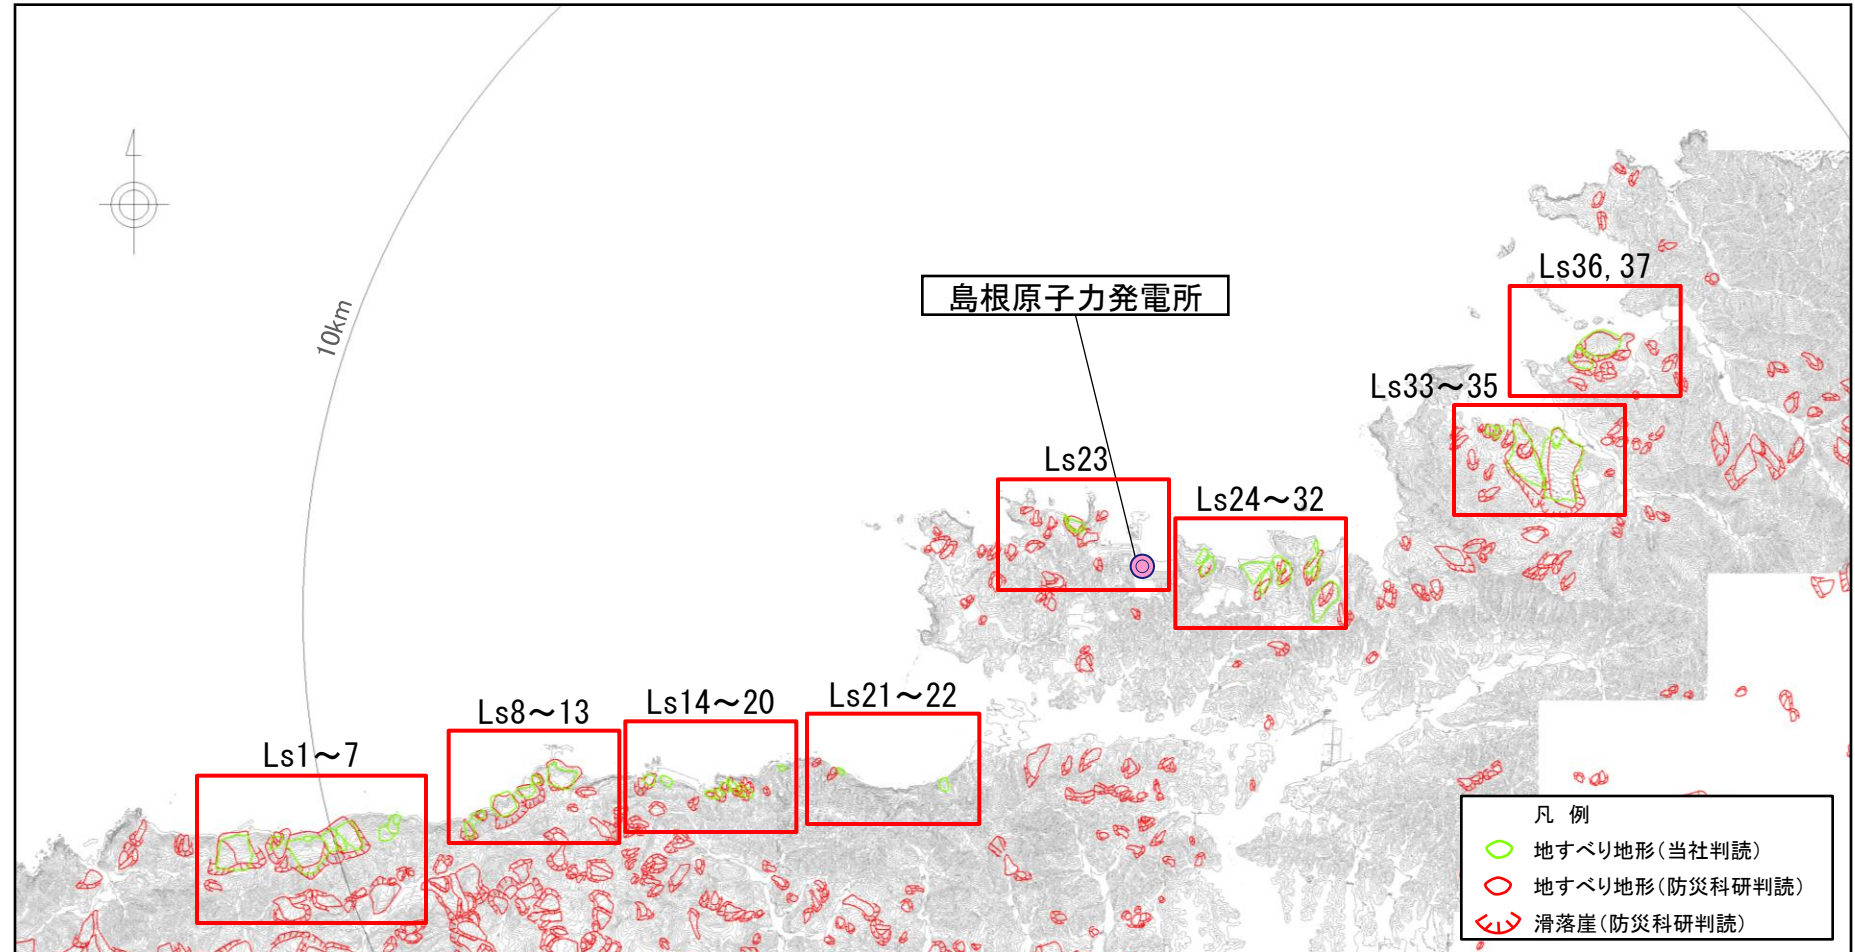 10km
島根原子力発電所
Ls36, 37
Ls33～35
Ls23
Ls24～32
Ls21～22
Ls14～20
Ls8～13
Ls1～7
凡 例
地すべり地形(当社判読)
地すべり地形(防災科研判読)
滑落崖(防災科研判読)